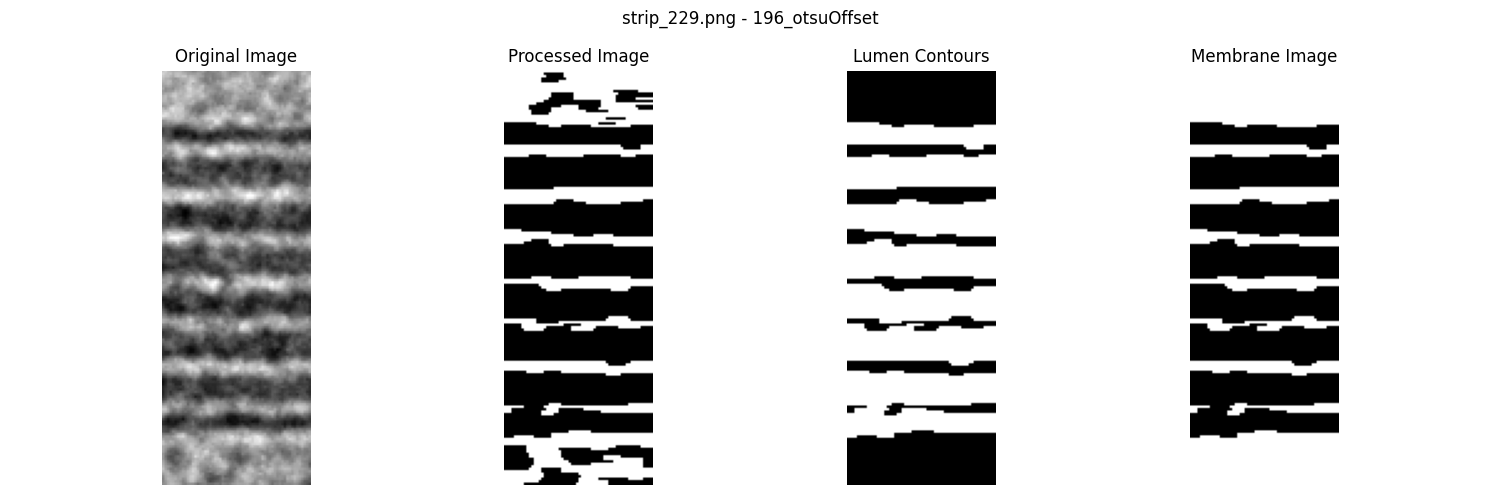 strip_229.png - 196_otsuOffset
Original Image
Processed Image
Lumen Contours
Membrane Image